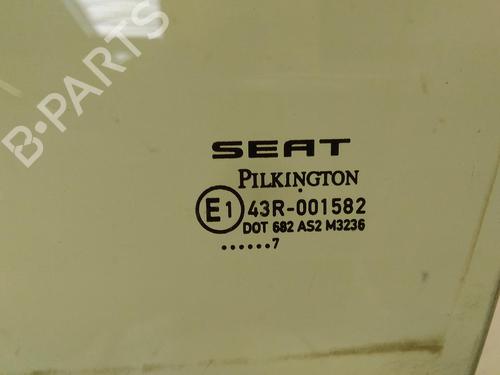 B-PARTS
SEAT
PILKINGTON
E1 43R-001582
DOT 682 AS2 M3236
......7